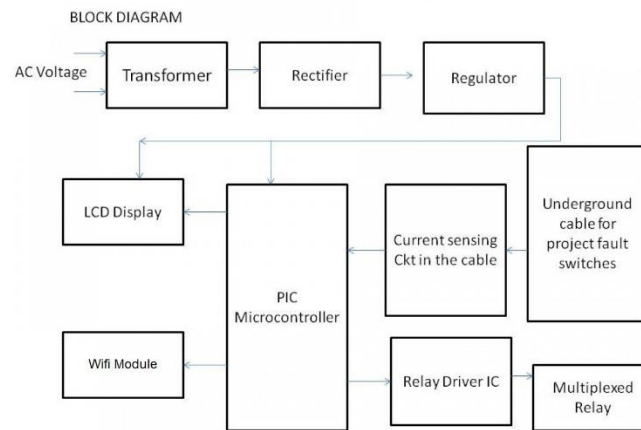 BLOCK DIAGRAM
AC Voltage
Transformer
Rectifier
Regulator
LCD Display
PIC
Microcontroller
Current sensing
Ckt in the cable
Underground
cable for
project fault
switches
Wifi Module
Relay Driver IC
Multiplexed
Relay